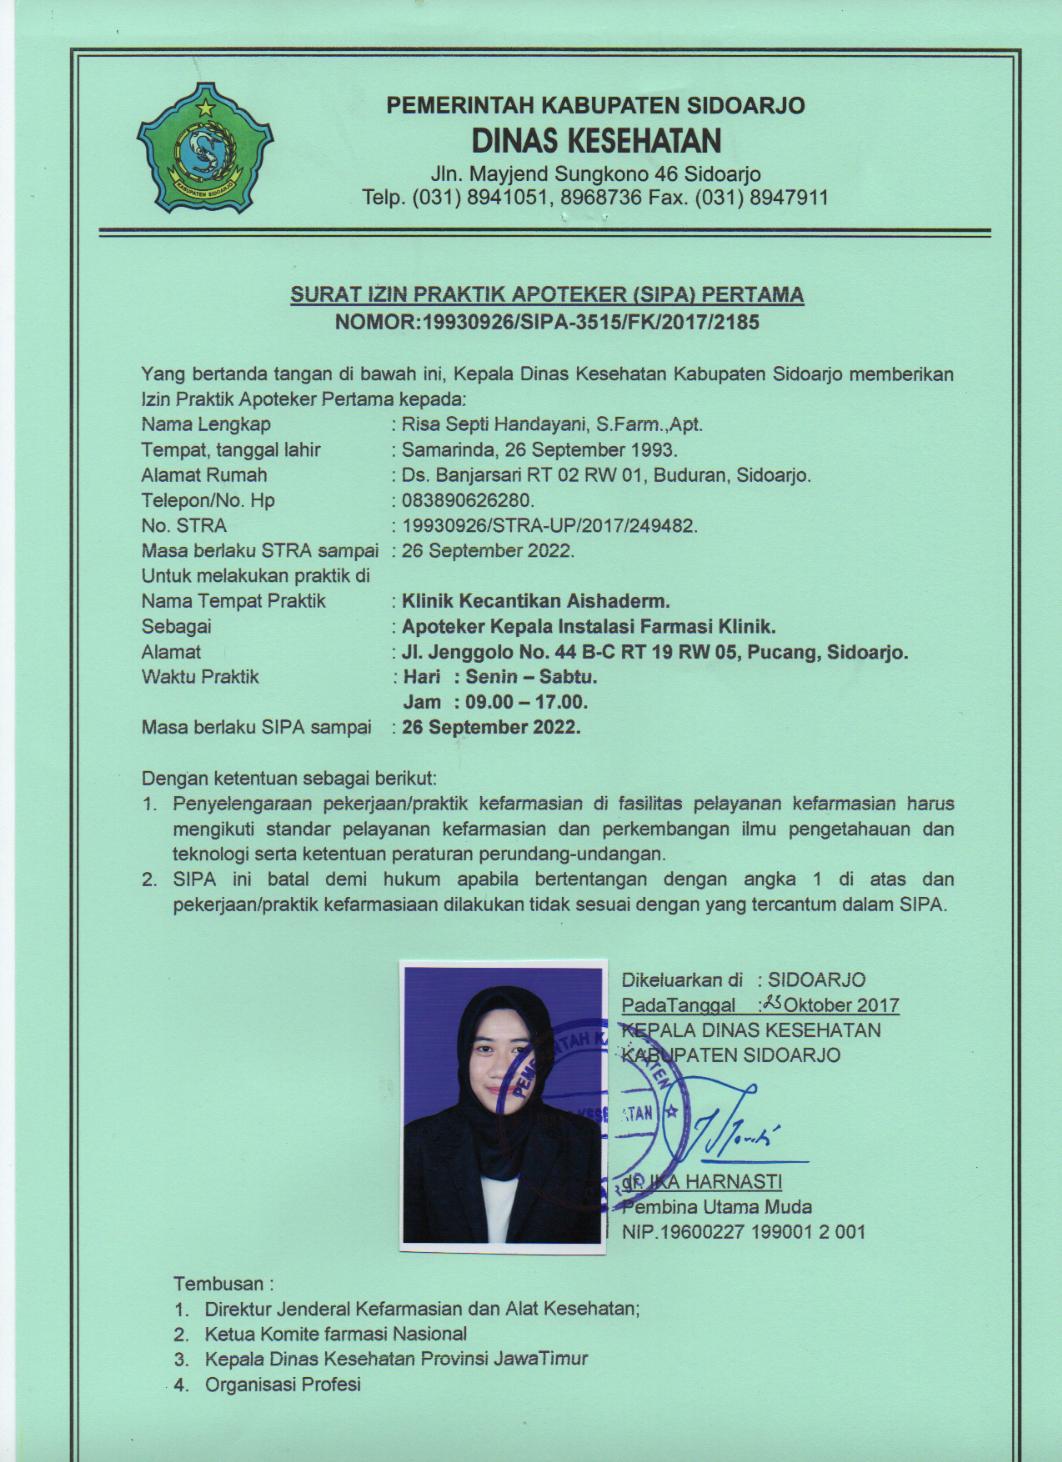 PEMERINTAH KABUPATEN SIDOARJO
DINAS KESEHATAN
Jln. Mayjend Sungkono 46 Sidoarjo
Telp. (031) 8941051, 8968736 Fax. (031) 8947911
KABUPATEN SIDOARJO
SURAT IZIN PRAKTIK APOTEKER (SIPA) PERTAMA
NOMOR:19930926/SIPA-3515/FK/2017/2185
Yang bertanda tangan di bawah ini, Kepala Dinas Kesehatan Kabupaten Sidoarjo memberikan
Izin Praktik Apoteker Pertama kepada:
Nama Lengkap : Risa Septi Handayani, S.Farm.,Apt.
Tempat, tanggal lahir : Samarinda, 26 September 1993.
Alamat Rumah : Ds. Banjarsari RT 02 RW 01, Buduran, Sidoarjo.
Telepon/No. Hp : 083890626280.
No. STRA : 19930926/STRA-UP/2017/249482.
Masa berlaku STRA sampai : 26 September 2022.
Untuk melakukan praktik di
Nama Tempat Praktik : Klinik Kecantikan Aishaderm.
Sebagai : Apoteker Kepala Instalasi Farmasi Klinik.
Alamat : Jl. Jenggolo No. 44 B-C RT 19 RW 05, Pucang, Sidoarjo.
Waktu Praktik : Hari : Senin – Sabtu.
Jam : 09.00 – 17.00.
Masa berlaku SIPA sampai : 26 September 2022.
Dengan ketentuan sebagai berikut:
1. Penyelengaraan pekerjaan/praktik kefarmasian di fasilitas pelayanan kefarmasian harus
mengikuti standar pelayanan kefarmasian dan perkembangan ilmu pengetahauan dan
teknologi serta ketentuan peraturan perundang-undangan.
2. SIPA ini batal demi hukum apabila bertentangan dengan angka 1 di atas dan
pekerjaan/praktik kefarmasiaan dilakukan tidak sesuai dengan yang tercantum dalam SIPA.
Dikeluarkan di : SIDOARJO
PadaTanggal : Oktober 2017
KEPALA DINAS KESEHATAN
KABUPATEN SIDOARJO
dr. IKA HARNASTI
Pembina Utama Muda
NIP.19600227 199001 2 001
Tembusan :
1. Direktur Jenderal Kefarmasian dan Alat Kesehatan;
2. Ketua Komite farmasi Nasional
3. Kepala Dinas Kesehatan Provinsi JawaTimur
4. Organisasi Profesi